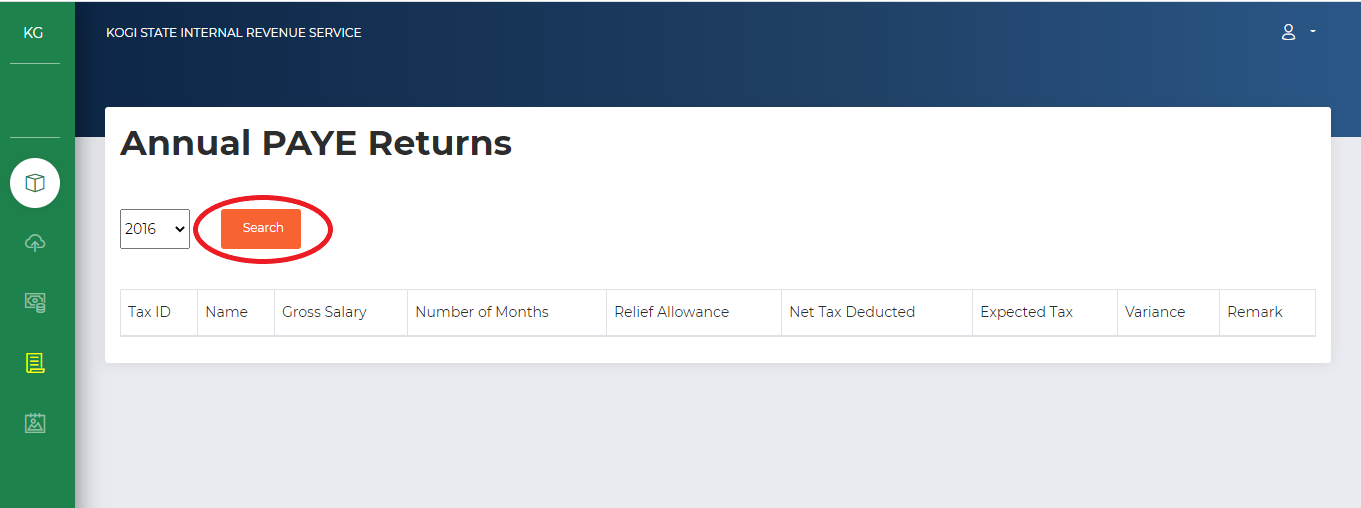 KG
KOGI STATE INTERNAL REVENUE SERVICE
Annual PAYE Returns
2016
Search
Tax ID Name Gross Salary Number of Months Relief Allowance Net Tax Deducted Expected Tax Variance Remark